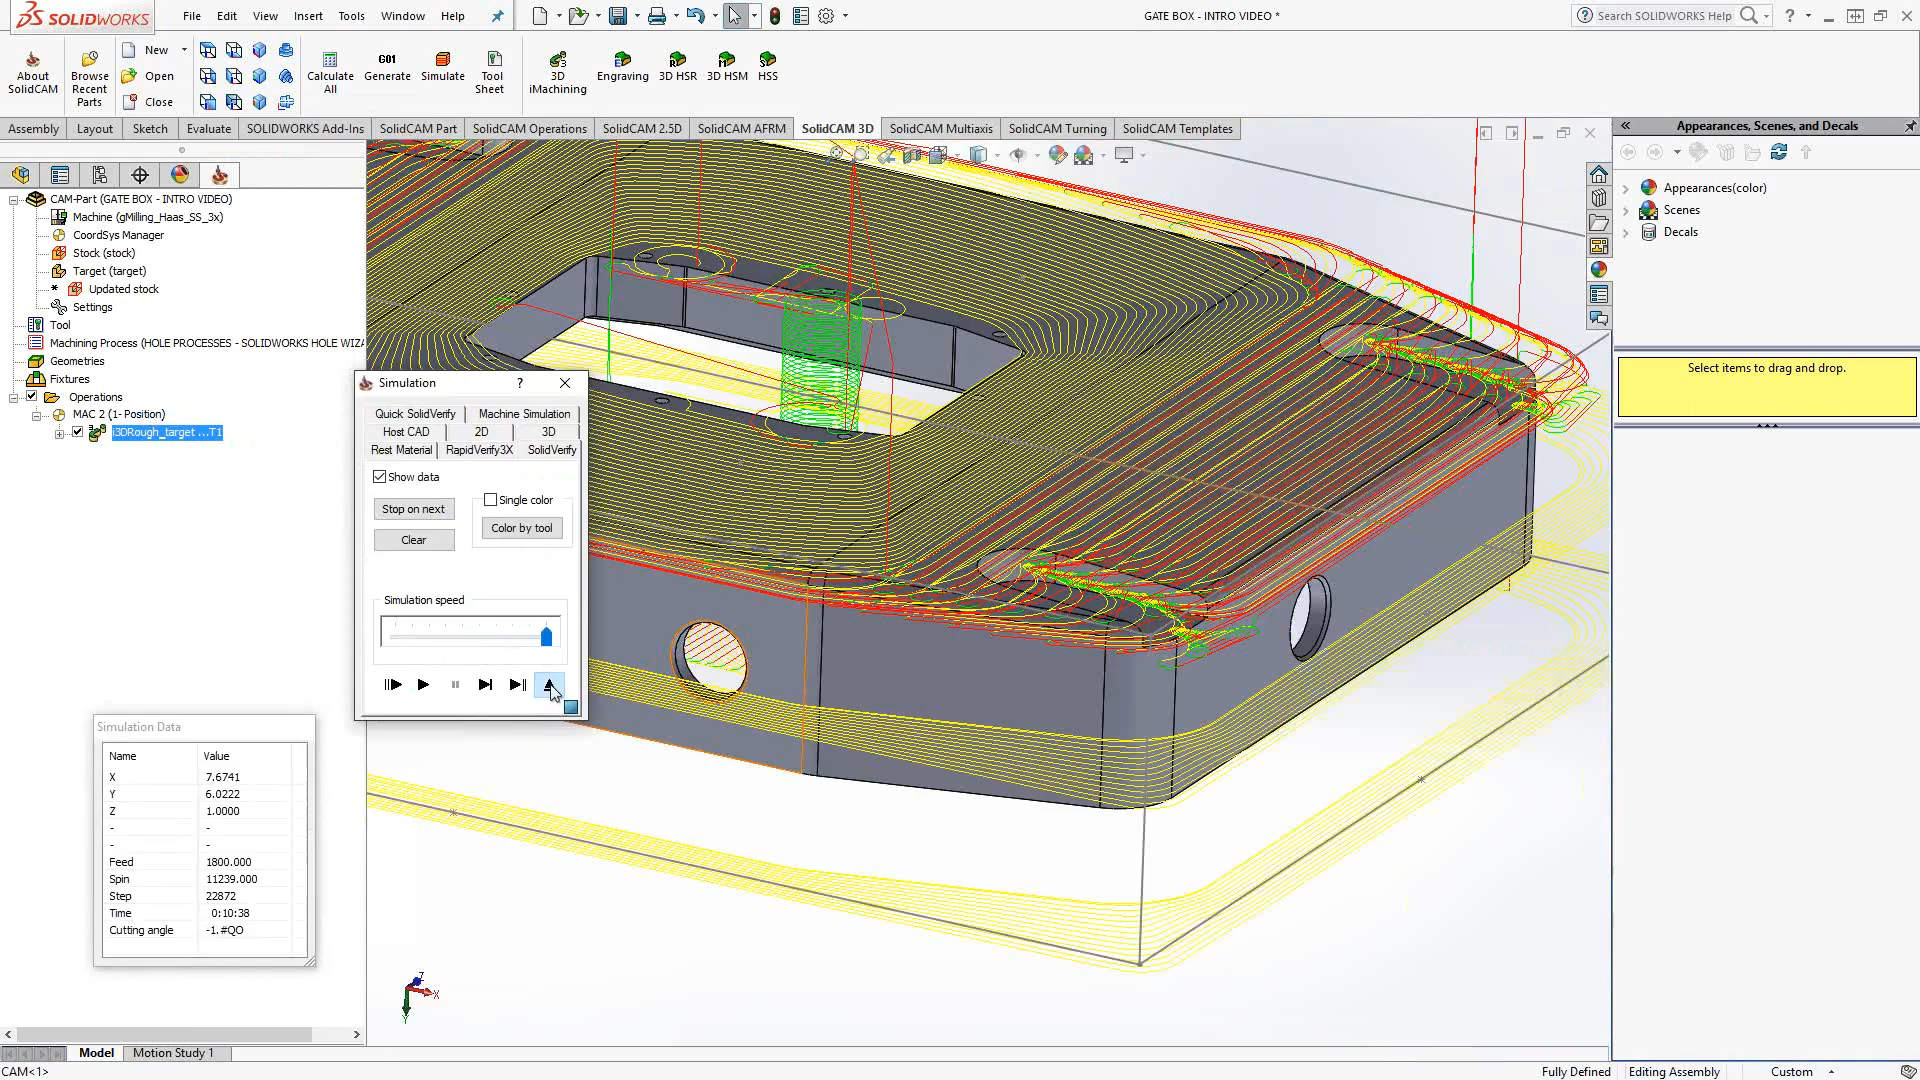 SOLIDWORKS File Edit View Insert Tools Window Help
GATE BOX - INTRO VIDEO *
Search SOLIDWORKS Help
About SolidCAM
Browse Recent Parts
New
Open
Close
Calculate All
G01
Generate
Simulate
Tool Sheet
3D iMachining
Engraving
3D HSR
3D HSM
HSS
Assembly Layout Sketch Evaluate SOLIDWORKS Add-Ins SolidCAM Part SolidCAM Operations SolidCAM 2.5D SolidCAM AFRM SolidCAM 3D SolidCAM Multiaxis SolidCAM Turning SolidCAM Templates
CAM-Part (GATE BOX - INTRO VIDEO)
Machine (gMilling_Haas_SS_3x)
CoordSys Manager
Stock (stock)
Target (target)
* Updated stock
Settings
Tool
Machining Process (HOLE PROCESSES - SOLIDWORKS HOLE WIZA
Geometries
Fixtures
Operations
MAC 2 (1- Position)
i3DRough_target ...T1
Simulation ?
Quick SolidVerify Machine Simulation
Host CAD 2D 3D
Rest Material RapidVerify3X SolidVerify
Show data
Stop on next
Single color
Color by tool
Clear
Simulation speed
Simulation Data
Name Value
X 7.6741
Y 6.0222
Z 1.0000
- -
- -
Feed 1800.000
Spin 11239.000
Step 22872
Time 0:10:38
Cutting angle -1.#QO
Z
X
Y
Appearances, Scenes, and Decals
Appearances(color)
Scenes
Decals
Select items to drag and drop.
Model Motion Study 1
CAM<1>
Fully Defined Editing Assembly Custom